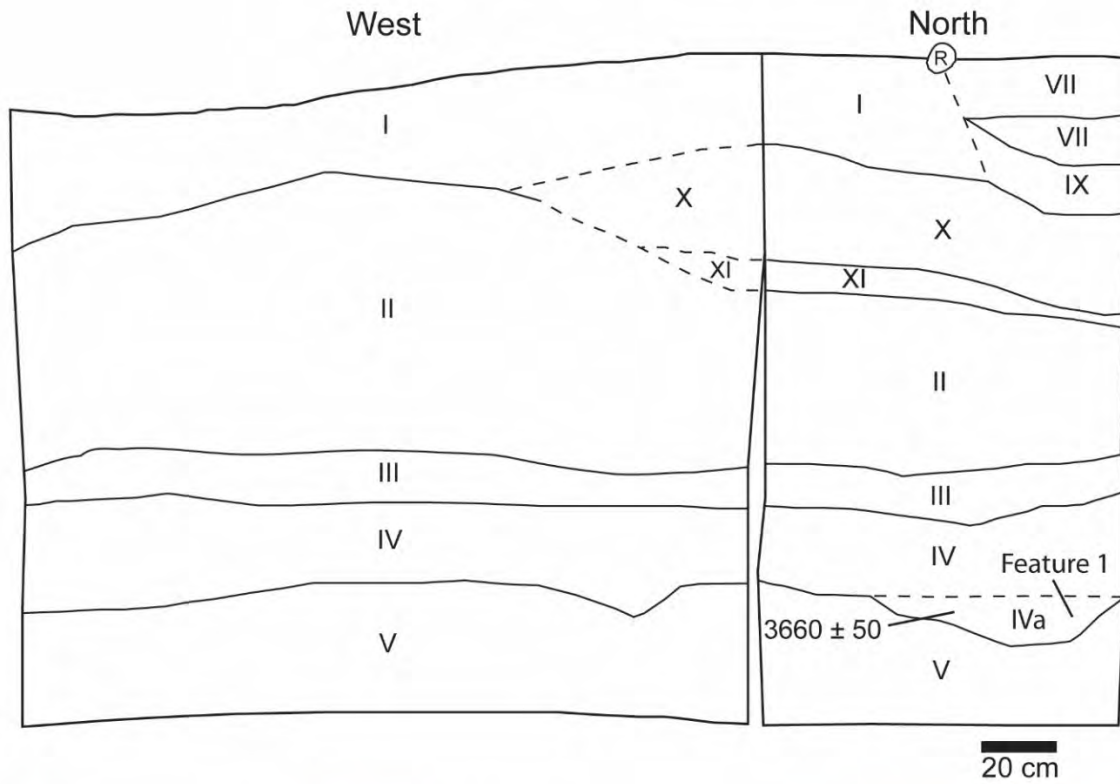 West
North
R
I
I
VII
VII
IX
X
X
XI
XI
II
II
III
III
IV
IV
Feature 1
3660 ± 50
IVa
V
V
20 cm